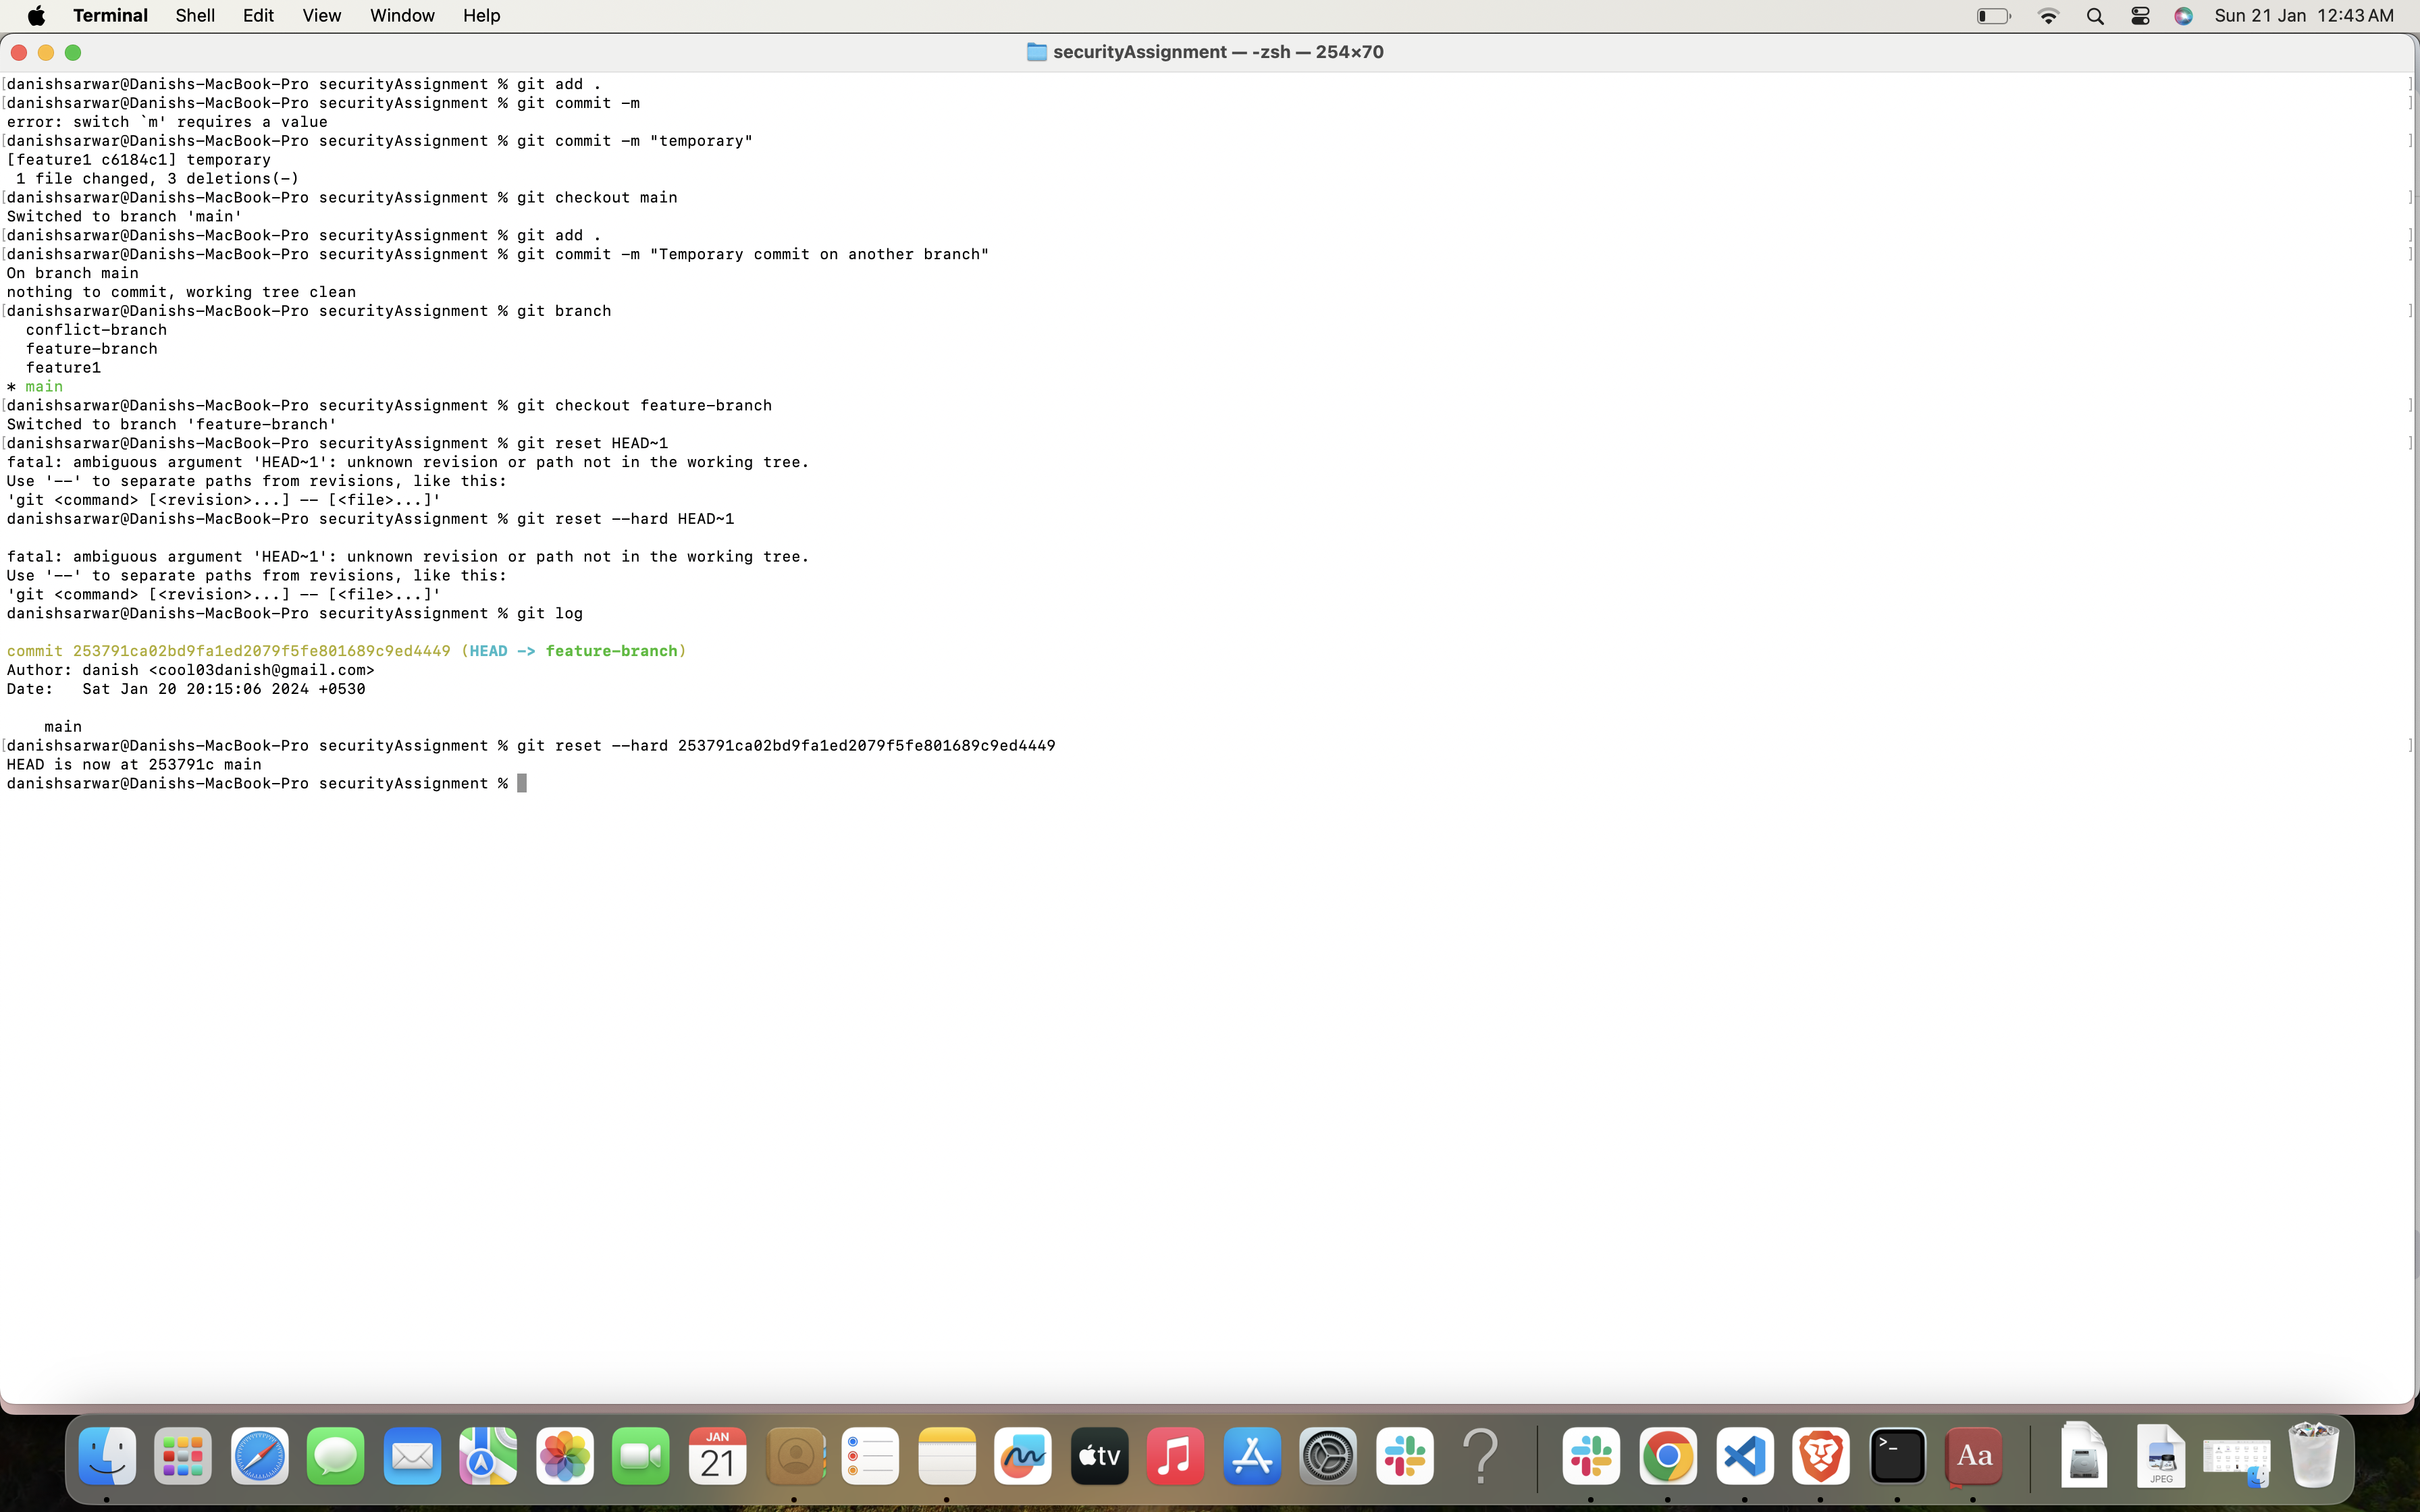 Terminal Shell Edit View Window Help Sun 21 Jan 12:43 AM
securityAssignment — -zsh — 254×70
[danishsarwar@Danishs-MacBook-Pro securityAssignment % git add . ]
[danishsarwar@Danishs-MacBook-Pro securityAssignment % git commit -m ]
error: switch `m' requires a value
[danishsarwar@Danishs-MacBook-Pro securityAssignment % git commit -m "temporary" ]
[feature1 c6184c1] temporary
 1 file changed, 3 deletions(-)
[danishsarwar@Danishs-MacBook-Pro securityAssignment % git checkout main ]
Switched to branch 'main'
[danishsarwar@Danishs-MacBook-Pro securityAssignment % git add . ]
[danishsarwar@Danishs-MacBook-Pro securityAssignment % git commit -m "Temporary commit on another branch" ]
On branch main
nothing to commit, working tree clean
[danishsarwar@Danishs-MacBook-Pro securityAssignment % git branch ]
  conflict-branch
  feature-branch
  feature1
* main
[danishsarwar@Danishs-MacBook-Pro securityAssignment % git checkout feature-branch ]
Switched to branch 'feature-branch'
[danishsarwar@Danishs-MacBook-Pro securityAssignment % git reset HEAD~1 ]
fatal: ambiguous argument 'HEAD~1': unknown revision or path not in the working tree.
Use '--' to separate paths from revisions, like this:
'git <command> [<revision>...] -- [<file>...]'
danishsarwar@Danishs-MacBook-Pro securityAssignment % git reset --hard HEAD~1
fatal: ambiguous argument 'HEAD~1': unknown revision or path not in the working tree.
Use '--' to separate paths from revisions, like this:
'git <command> [<revision>...] -- [<file>...]'
danishsarwar@Danishs-MacBook-Pro securityAssignment % git log
commit 253791ca02bd9fa1ed2079f5fe801689c9ed4449 (HEAD -> feature-branch)
Author: danish <cool03danish@gmail.com>
Date:   Sat Jan 20 20:15:06 2024 +0530
    main
[danishsarwar@Danishs-MacBook-Pro securityAssignment % git reset --hard 253791ca02bd9fa1ed2079f5fe801689c9ed4449 ]
HEAD is now at 253791c main
danishsarwar@Danishs-MacBook-Pro securityAssignment %
JAN
21
tv
?
>_
Aa
JPEG